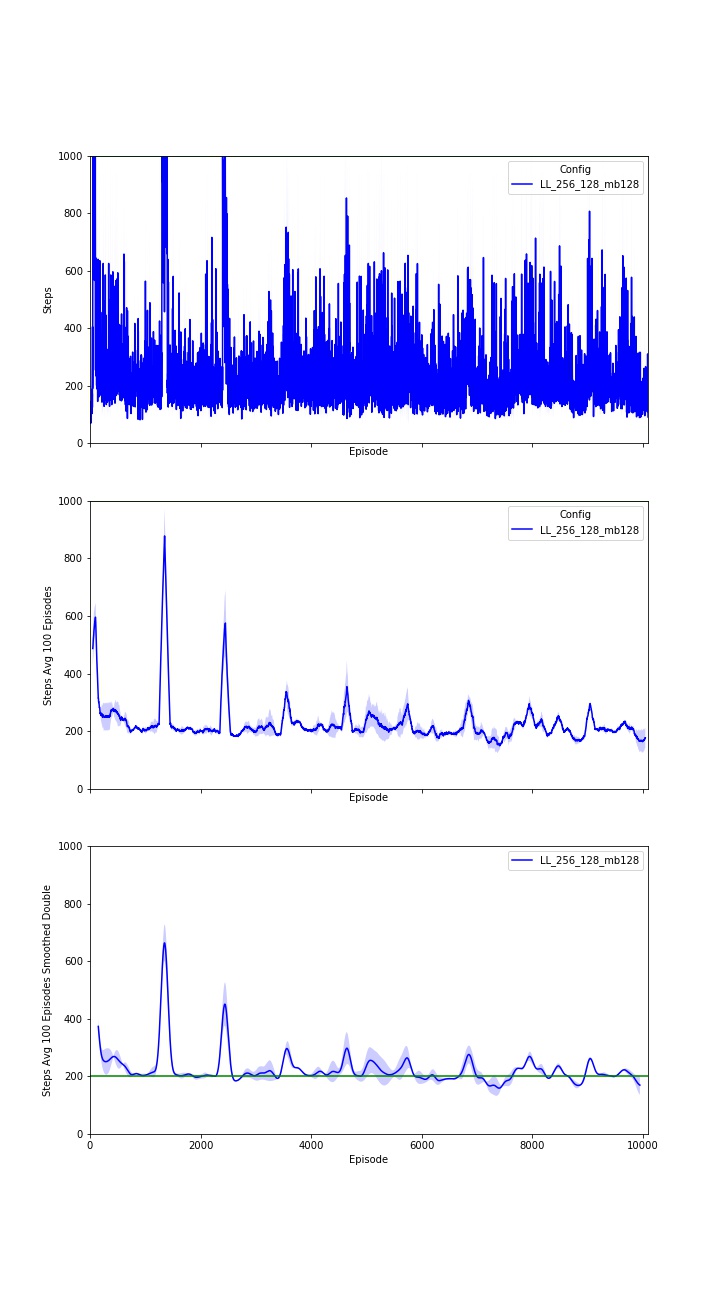 1000
800
600
400
200
0
Steps
Config
LL_256_128_mb128
Episode
1000
800
600
400
200
0
Steps Avg 100 Episodes
Config
LL_256_128_mb128
Episode
1000
800
600
400
200
0
Steps Avg 100 Episodes Smoothed Double
LL_256_128_mb128
0 2000 4000 6000 8000 10000
Episode